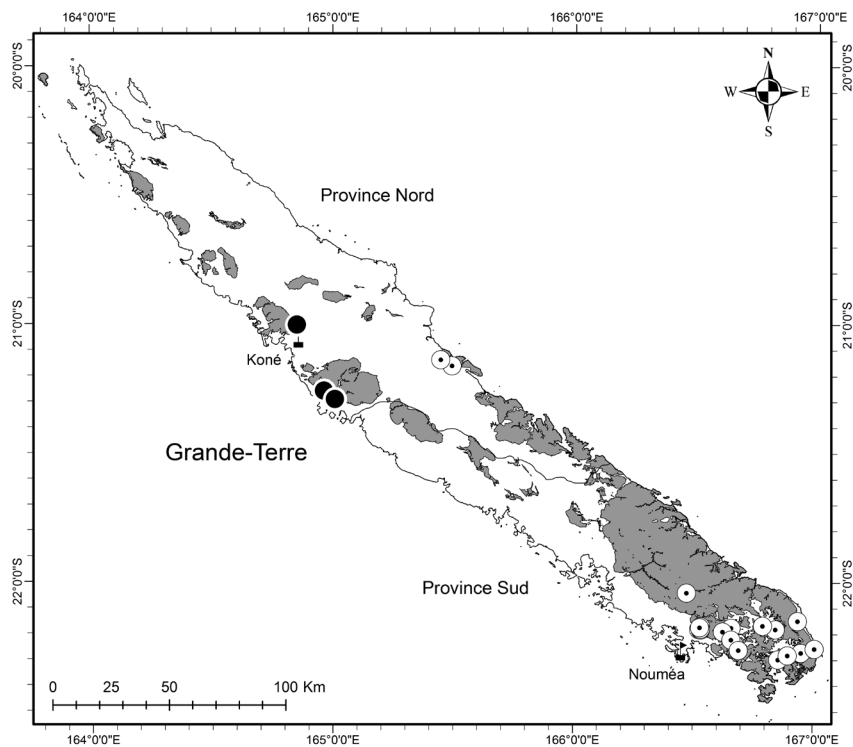 164°0'0"E 165°0'0"E 166°0'0"E 167°0'0"E
20°0'0"S 20°0'0"S
N
W E
S
Province Nord
21°0'0"S 21°0'0"S
Koné
Grande-Terre
22°0'0"S 22°0'0"S
Province Sud
Nouméa
0 25 50 100 Km
164°0'0"E 165°0'0"E 166°0'0"E 167°0'0"E